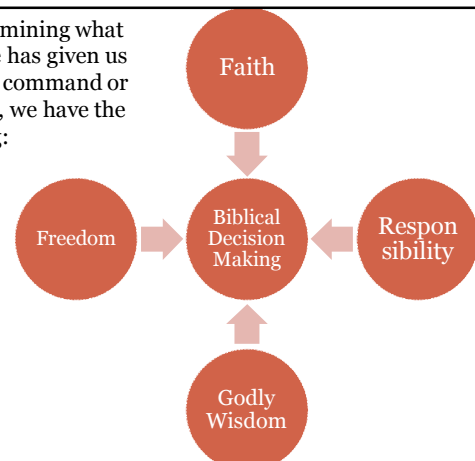 mining what
has given us
command or
, we have the
:
Faith
Freedom
Biblical
Decision
Making
Respon
sibility
Godly
Wisdom